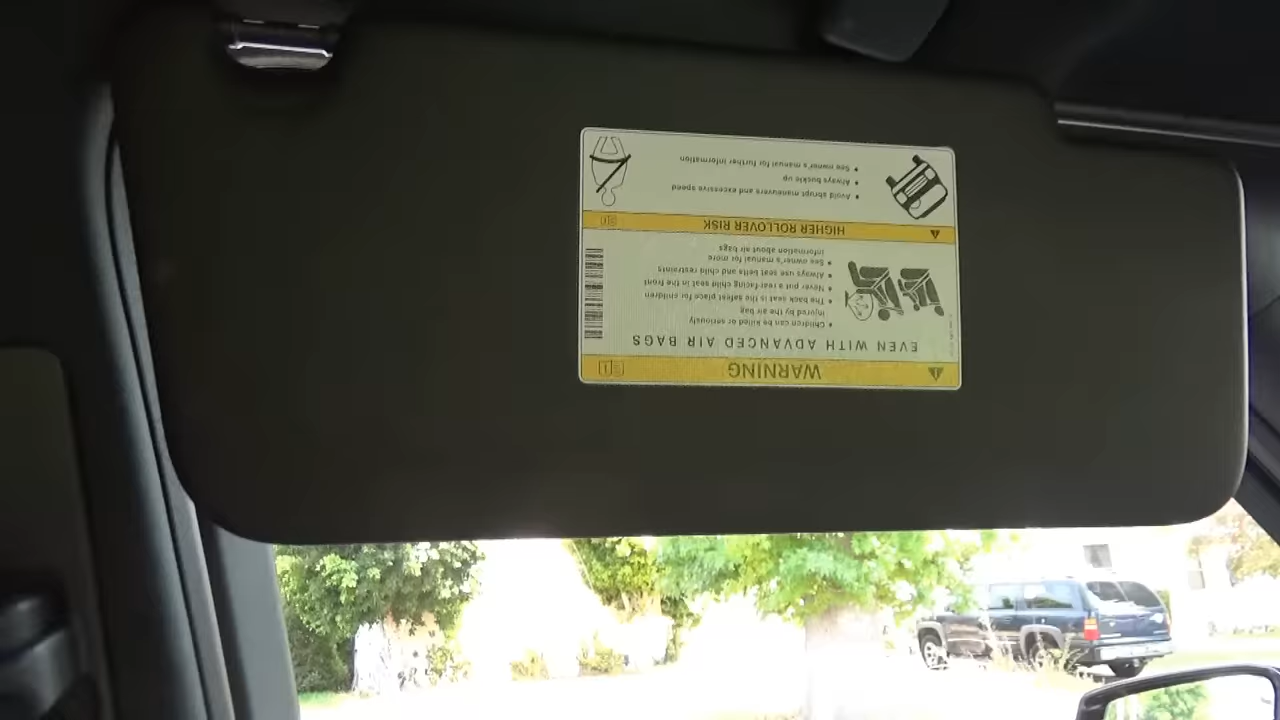 WARNING
EVEN WITH ADVANCED AIR BAGS
• Children can be killed or seriously
injured by the air bag
• The back seat is the safest place for children
• Never put a rear-facing child seat in the front
• Always use seat belts and child restraints
• See owner's manual for more
information about air bags
HIGHER ROLLOVER RISK
• Avoid abrupt maneuvers and excessive speed
• Always buckle up
• See owner's manual for further information